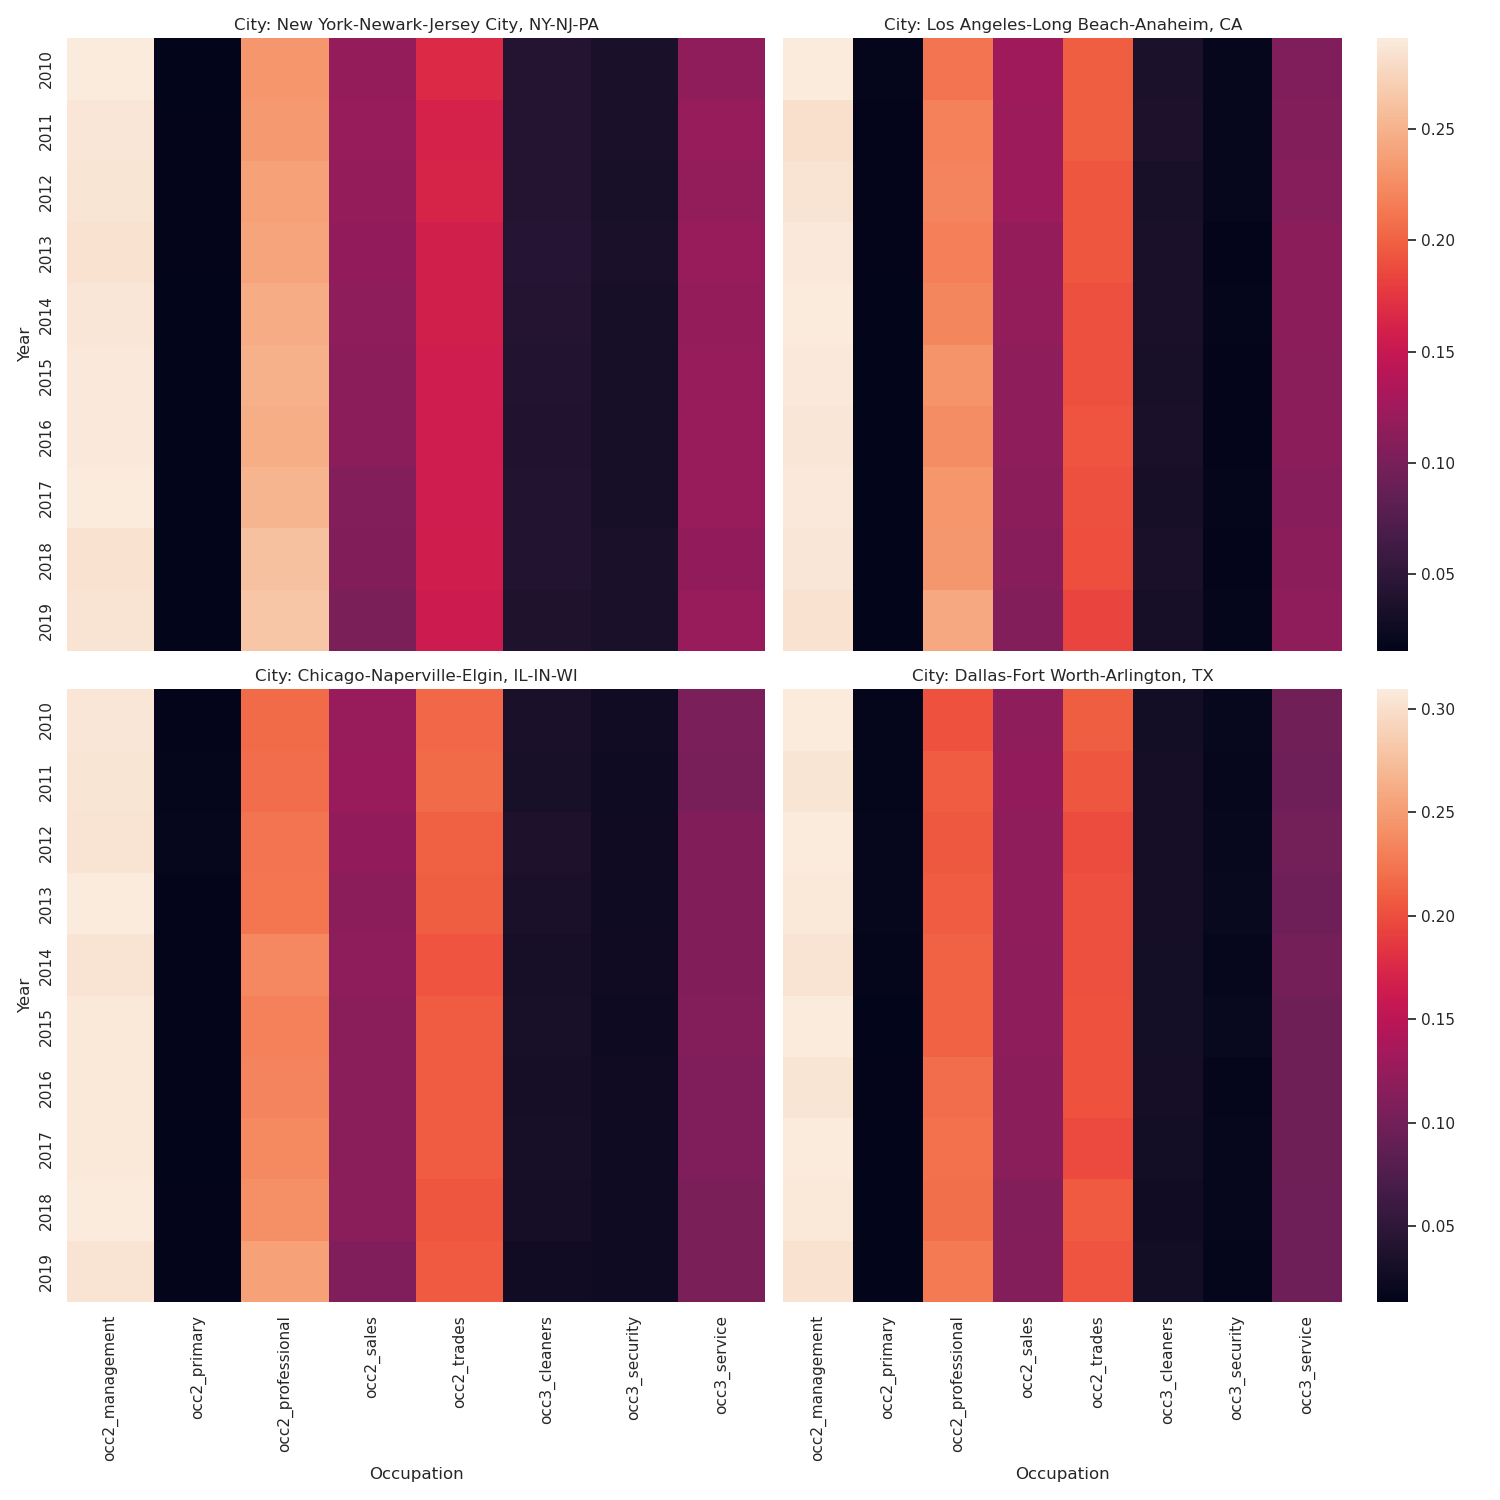 City: New York-Newark-Jersey City, NY-NJ-PA
City: Los Angeles-Long Beach-Anaheim, CA
Year
2010
2011
2012
2013
2014
2015
2016
2017
2018
2019
0.25
0.20
0.15
0.10
0.05
City: Chicago-Naperville-Elgin, IL-IN-WI
City: Dallas-Fort Worth-Arlington, TX
Year
2010
2011
2012
2013
2014
2015
2016
2017
2018
2019
0.30
0.25
0.20
0.15
0.10
0.05
occ2_management
occ2_primary
occ2_professional
occ2_sales
occ2_trades
occ3_cleaners
occ3_security
occ3_service
Occupation
occ2_management
occ2_primary
occ2_professional
occ2_sales
occ2_trades
occ3_cleaners
occ3_security
occ3_service
Occupation